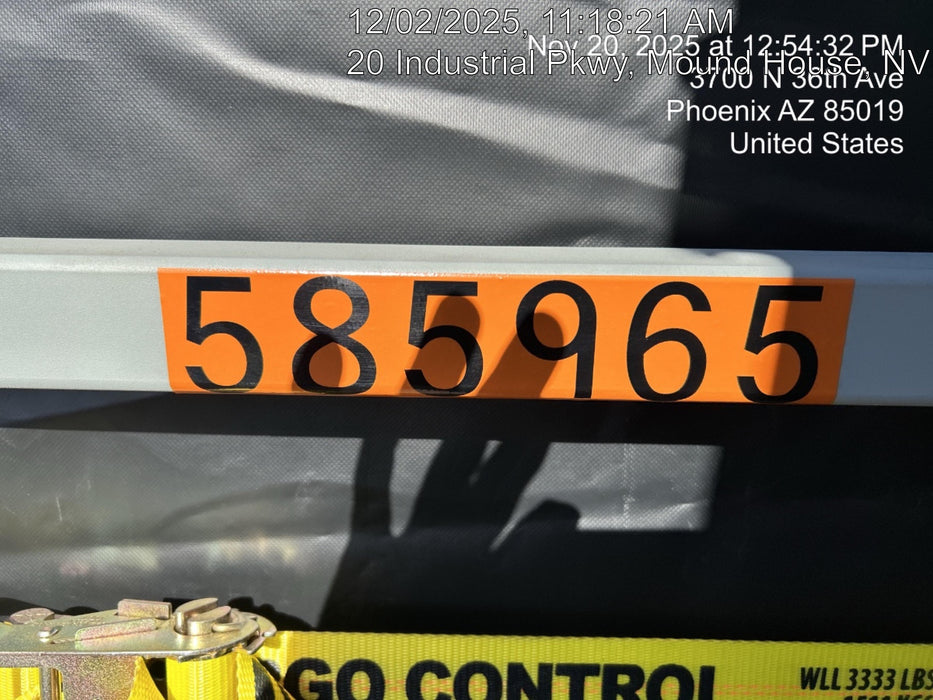 12/02/2025, 11:18:21 AM
20 Industrial Pkwy, Mound House, NV
Nov 20, 2025 at 12:54:32 PM
3700 N 36th Ave
Phoenix AZ 85019
United States
585965
GO CONTROL
WLL 3333 LBS